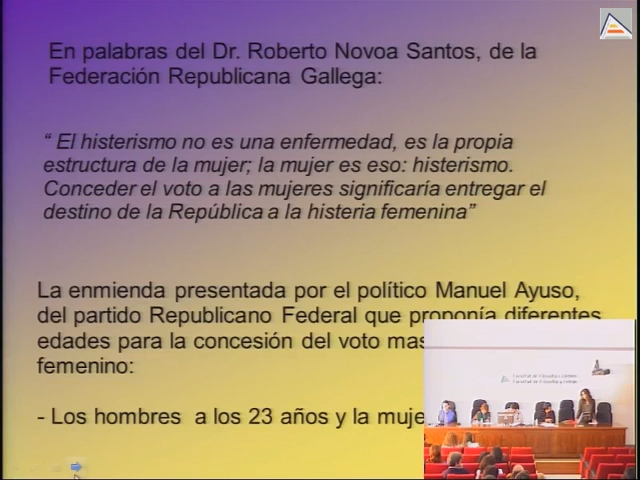 En palabras del Dr. Roberto Novoa Santos, de la
Federación Republicana Gallega:
“ El histerismo no es una enfermedad, es la propia
estructura de la mujer; la mujer es eso: histerismo.
Conceder el voto a las mujeres significaría entregar el
destino de la República a la histeria femenina”
La enmienda presentada por el político Manuel Ayuso,
del partido Republicano Federal que proponía diferentes
edades para la concesión del voto mas
femenino:
- Los hombres a los 23 años y la muje